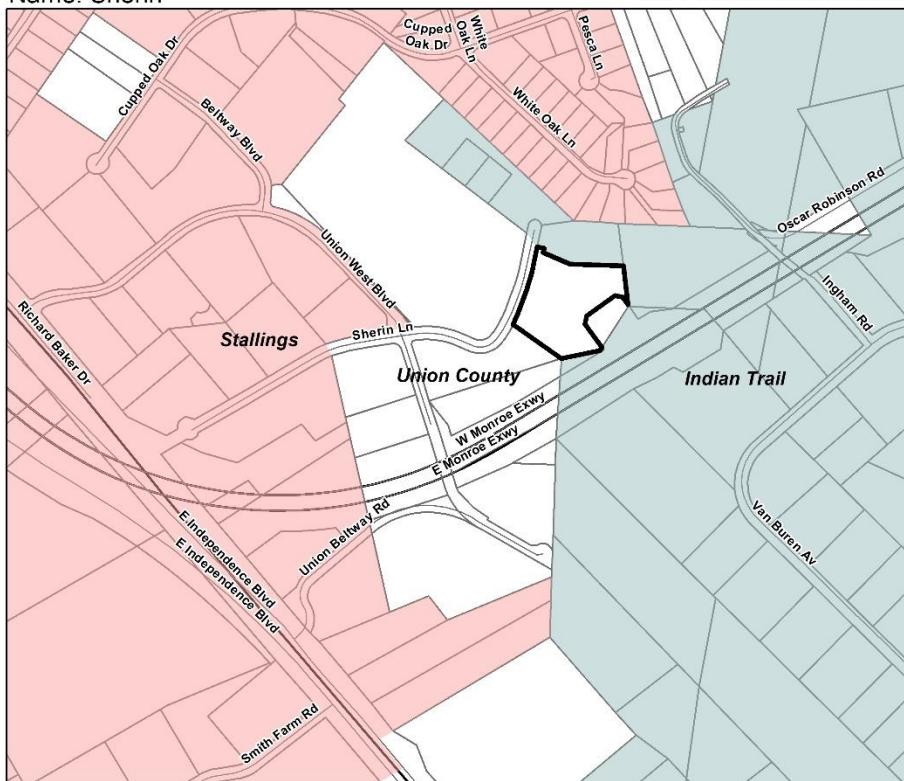 Name: Sherin
Cupped Oak Dr
Cupped
Oak Dr
White
Oak Ln
Pesca Ln
Beltway Blvd
White Oak Ln
Oscar Robinson Rd
Union West Blvd
Ingham Rd
Richard Baker Dr
Stallings
Sherin Ln
Union County
Indian Trail
W Monroe Exwy
E Monroe Exwy
Union Beltway Rd
Van Buren Av
E Independence Blvd
E Independence Blvd
Smith Farm Rd